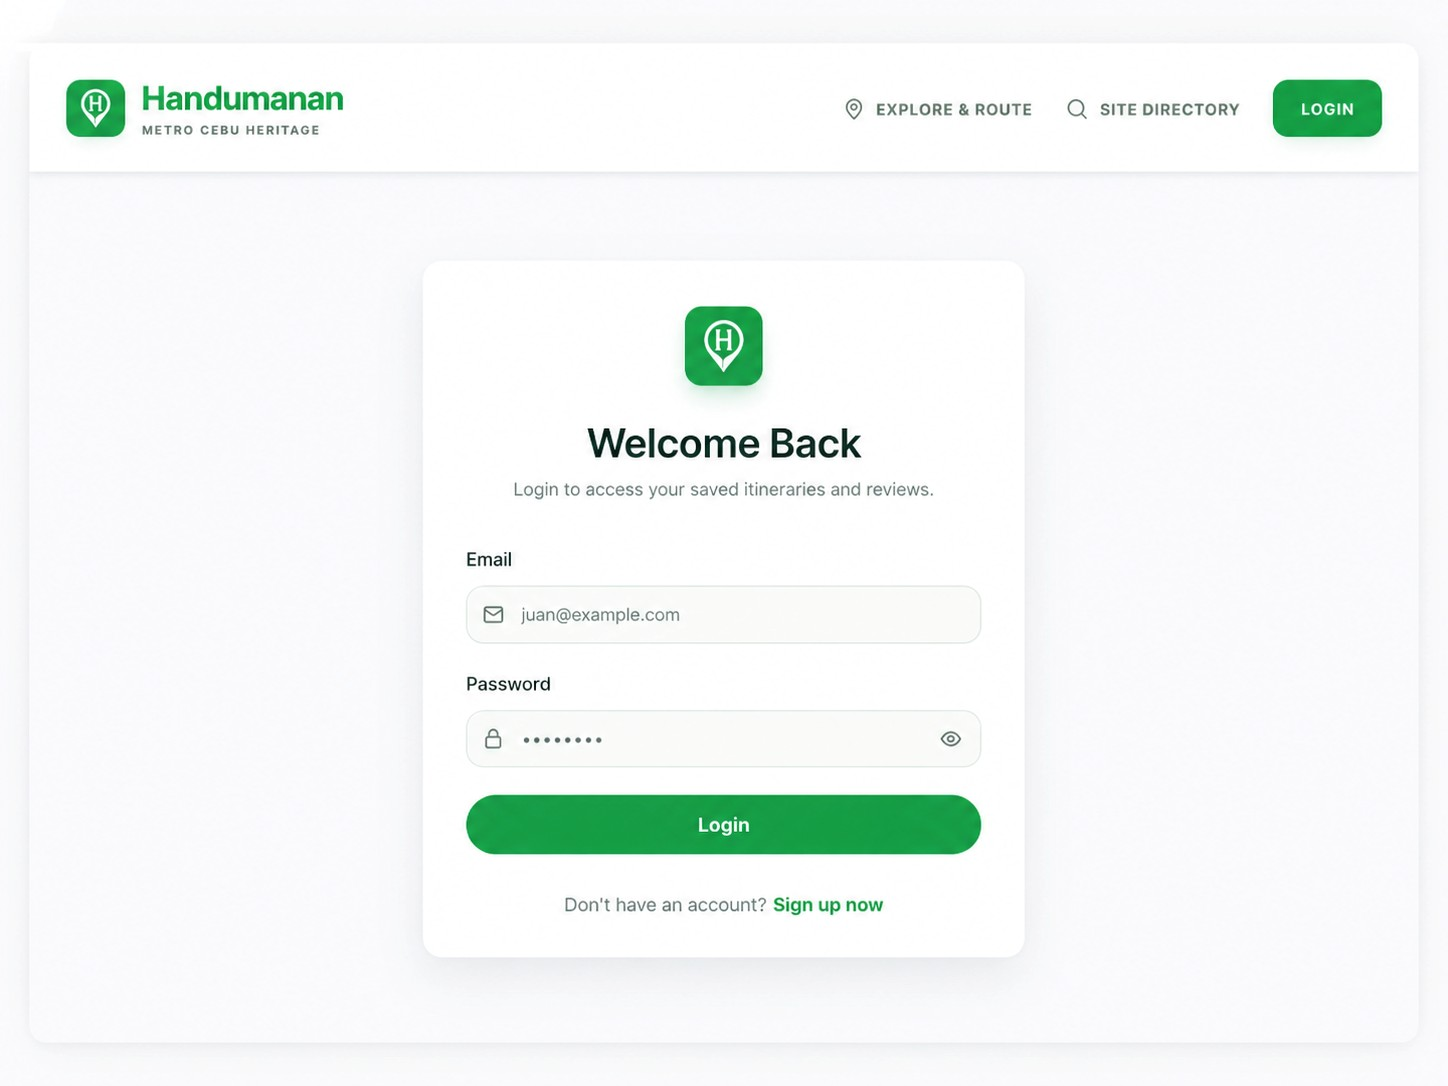 H
Handumanan
METRO CEBU HERITAGE
EXPLORE & ROUTE
SITE DIRECTORY
LOGIN
H
Welcome Back
Login to access your saved itineraries and reviews.
Email
juan@example.com
Password
••••••••
Login
Don't have an account? Sign up now